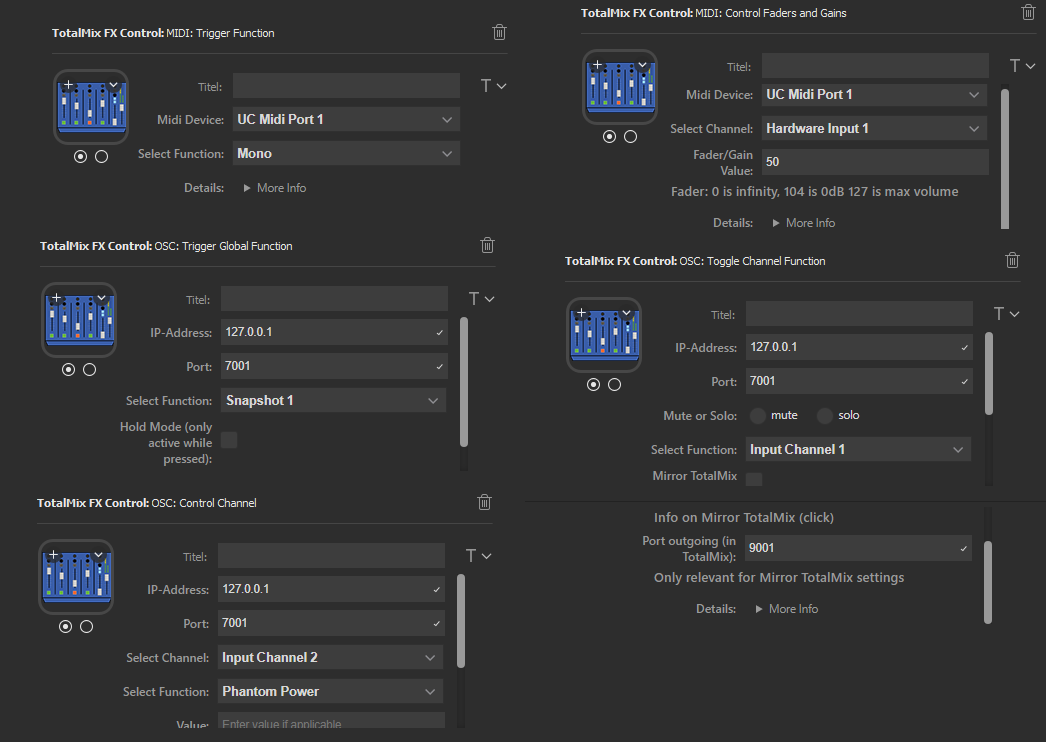 TotalMix FX Control: MIDI: Trigger Function
Titel:
T
Midi Device: UC Midi Port 1
Select Function: Mono
Details: More Info
TotalMix FX Control: OSC: Trigger Global Function
Titel:
T
IP-Address: 127.0.0.1
Port: 7001
Select Function: Snapshot 1
Hold Mode (only
active while
pressed):
TotalMix FX Control: OSC: Control Channel
Titel:
T
IP-Address: 127.0.0.1
Port: 7001
Select Channel: Input Channel 2
Select Function: Phantom Power
Value: Enter value if applicable
TotalMix FX Control: MIDI: Control Faders and Gains
Titel:
T
Midi Device: UC Midi Port 1
Select Channel: Hardware Input 1
Fader/Gain
Value: 50
Fader: 0 is infinity, 104 is 0dB 127 is max volume
Details: More Info
TotalMix FX Control: OSC: Toggle Channel Function
Titel:
T
IP-Address: 127.0.0.1
Port: 7001
Mute or Solo: mute solo
Select Function: Input Channel 1
Mirror TotalMix
Info on Mirror TotalMix (click)
Port outgoing (in
TotalMix): 9001
Only relevant for Mirror TotalMix settings
Details: More Info